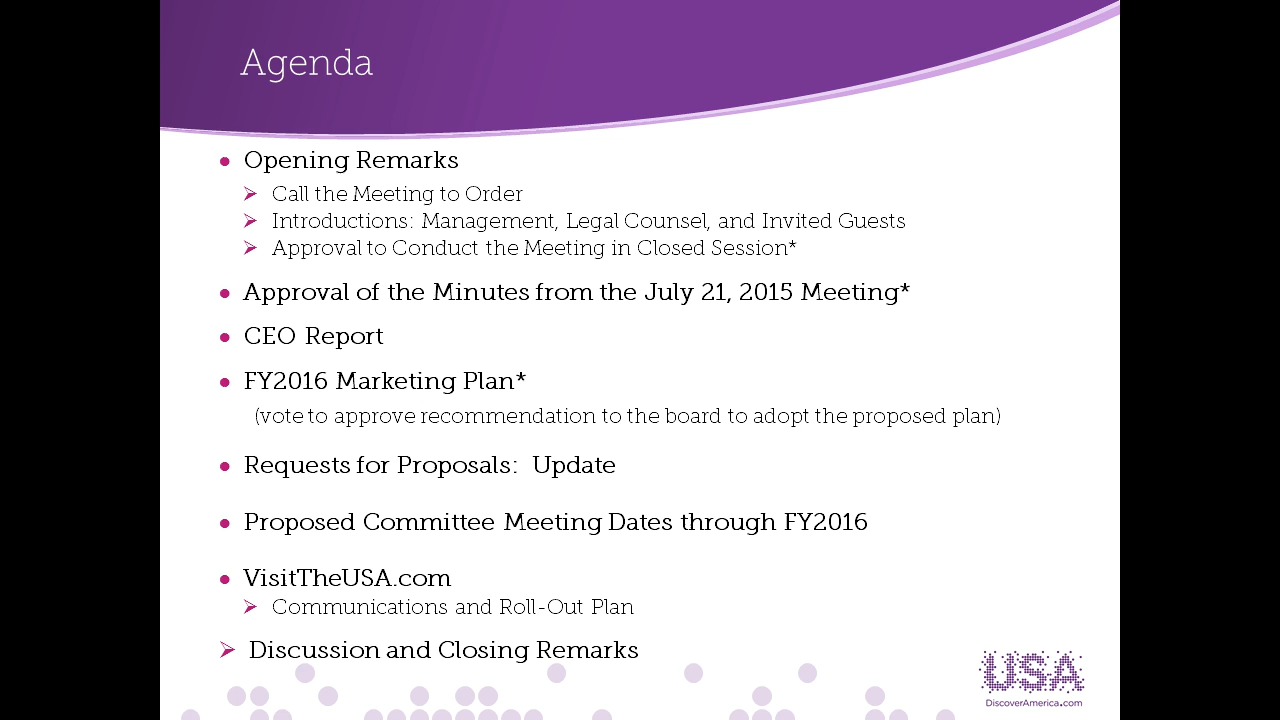 Agenda
• Opening Remarks
➢ Call the Meeting to Order
➢ Introductions: Management, Legal Counsel, and Invited Guests
➢ Approval to Conduct the Meeting in Closed Session*
• Approval of the Minutes from the July 21, 2015 Meeting*
• CEO Report
• FY2016 Marketing Plan*
(vote to approve recommendation to the board to adopt the proposed plan)
• Requests for Proposals:  Update
• Proposed Committee Meeting Dates through FY2016
• VisitTheUSA.com
➢ Communications and Roll-Out Plan
➢ Discussion and Closing Remarks
USA
DiscoverAmerica.com